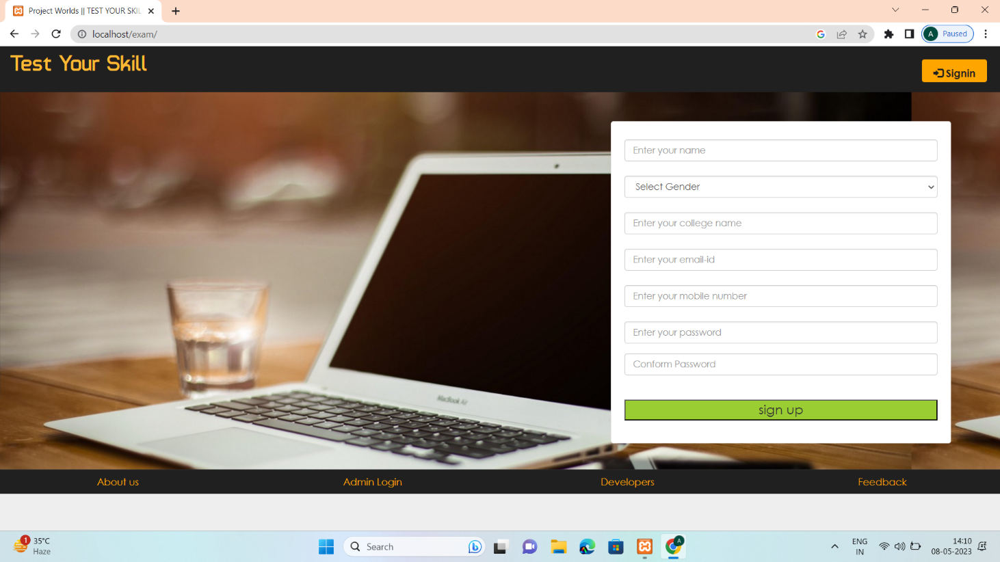 Project Worlds || TEST YOUR SKIL
localhost/exam/
A Paused
Test Your Skill
Signin
Enter your name
Select Gender
Enter your college name
Enter your email-id
Enter your mobile number
Enter your password
Conform Password
sign up
MacBook Air
About us
Admin Login
Developers
Feedback
1
35°C
Haze
Search
A
ENG
IN
14:10
08-05-2023